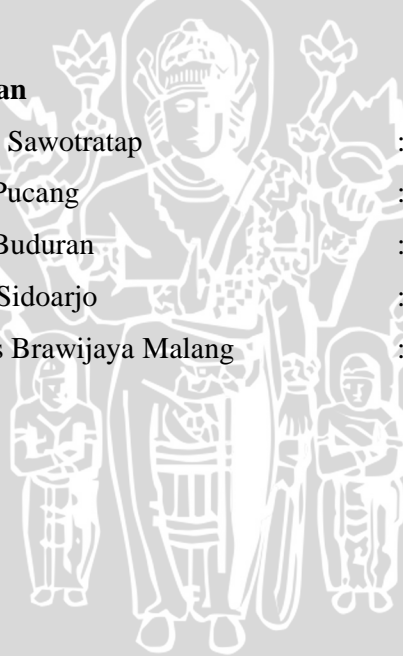 an
Sawotratap :
Pucang :
Buduran :
Sidoarjo :
s Brawijaya Malang :